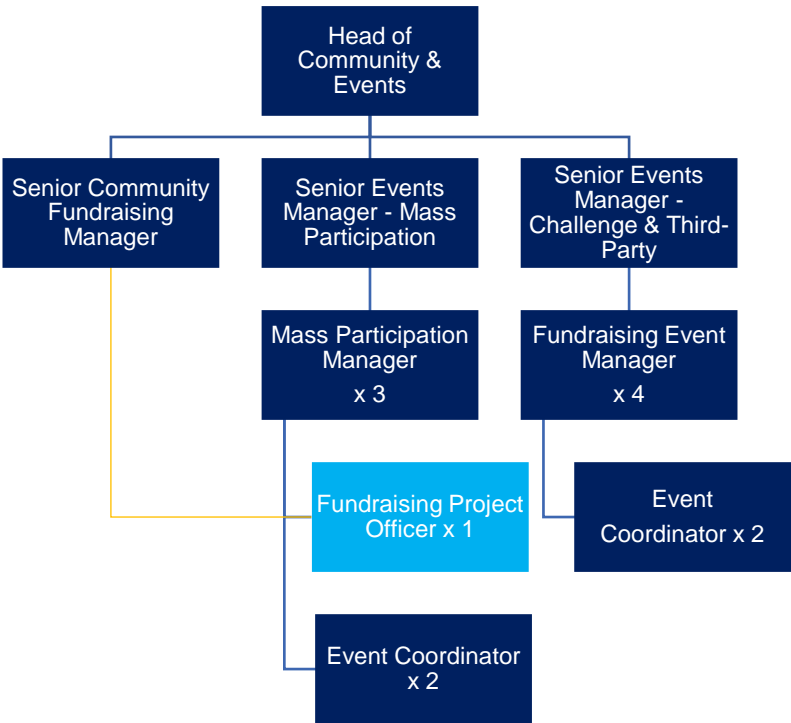 Head of
Community &
Events
Senior Community
Fundraising
Manager
Senior Events
Manager - Mass
Participation
Senior Events
Manager -
Challenge & Third-
Party
Mass Participation
Manager
x 3
Fundraising Event
Manager
x 4
Fundraising Project
Officer x 1
Event
Coordinator x 2
Event Coordinator
x 2